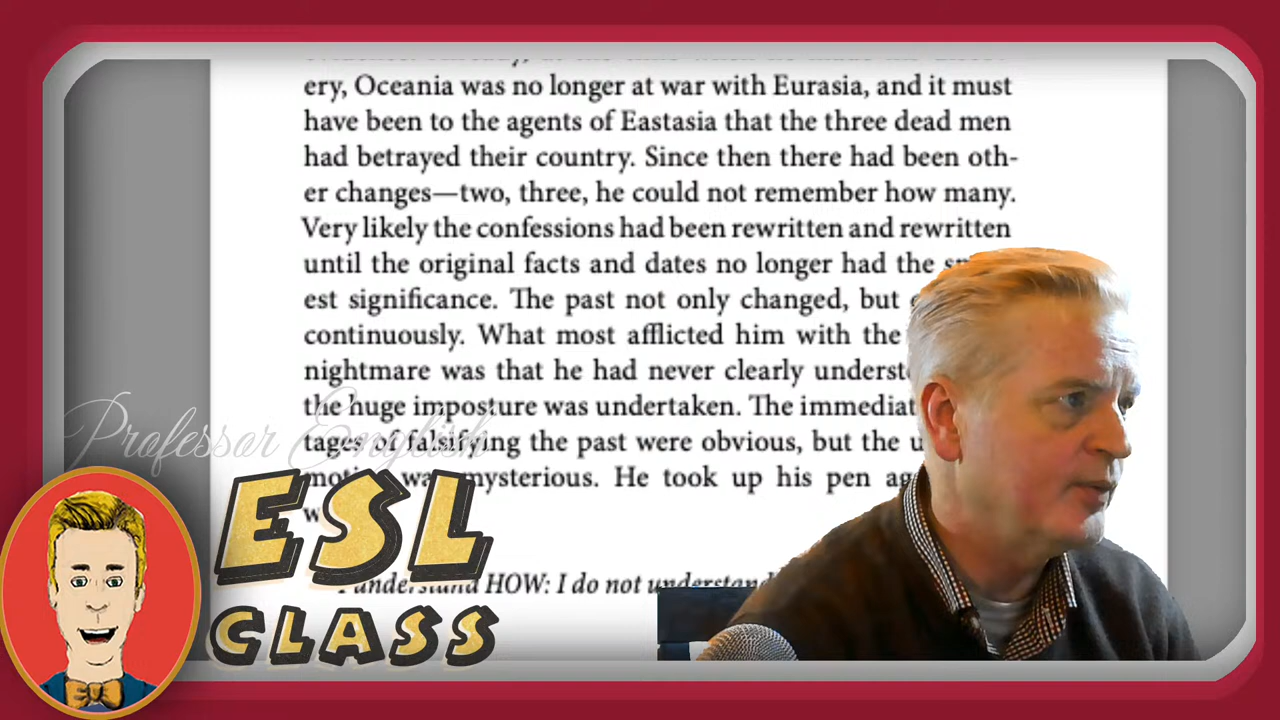 ery, Oceania was no longer at war with Eurasia, and it must
have been to the agents of Eastasia that the three dead men
had betrayed their country. Since then there had been oth-
er changes—two, three, he could not remember how many.
Very likely the confessions had been rewritten and rewritten
until the original facts and dates no longer had the
est significance. The past not only changed, but
continuously. What most afflicted him with the
nightmare was that he had never clearly
the huge imposture was undertaken. The
tages of falsifying the past were obvious, but the
mysterious. He took up his pen
understand HOW: I do not understand
Professor English
ESL
CLASS